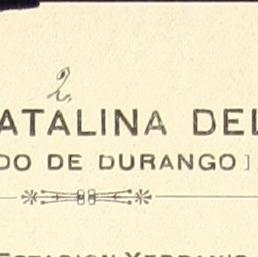 2.
ATALINA DEL
DO DE DURANGO]